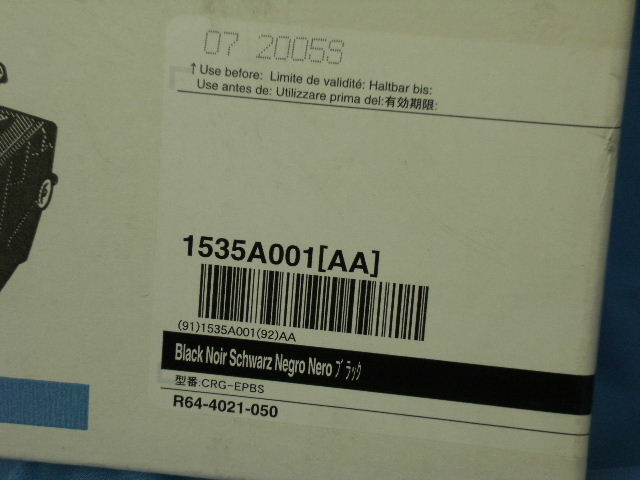 07 2005S
↑Use before: Limite de validité: Haltbar bis:
Use antes de: Utilizzare prima del:有効期限:
1535A001[AA]
(91)1535A001(92)AA
Black Noir Schwarz Negro Nero ブラック
型番:CRG-EPBS
R64-4021-050